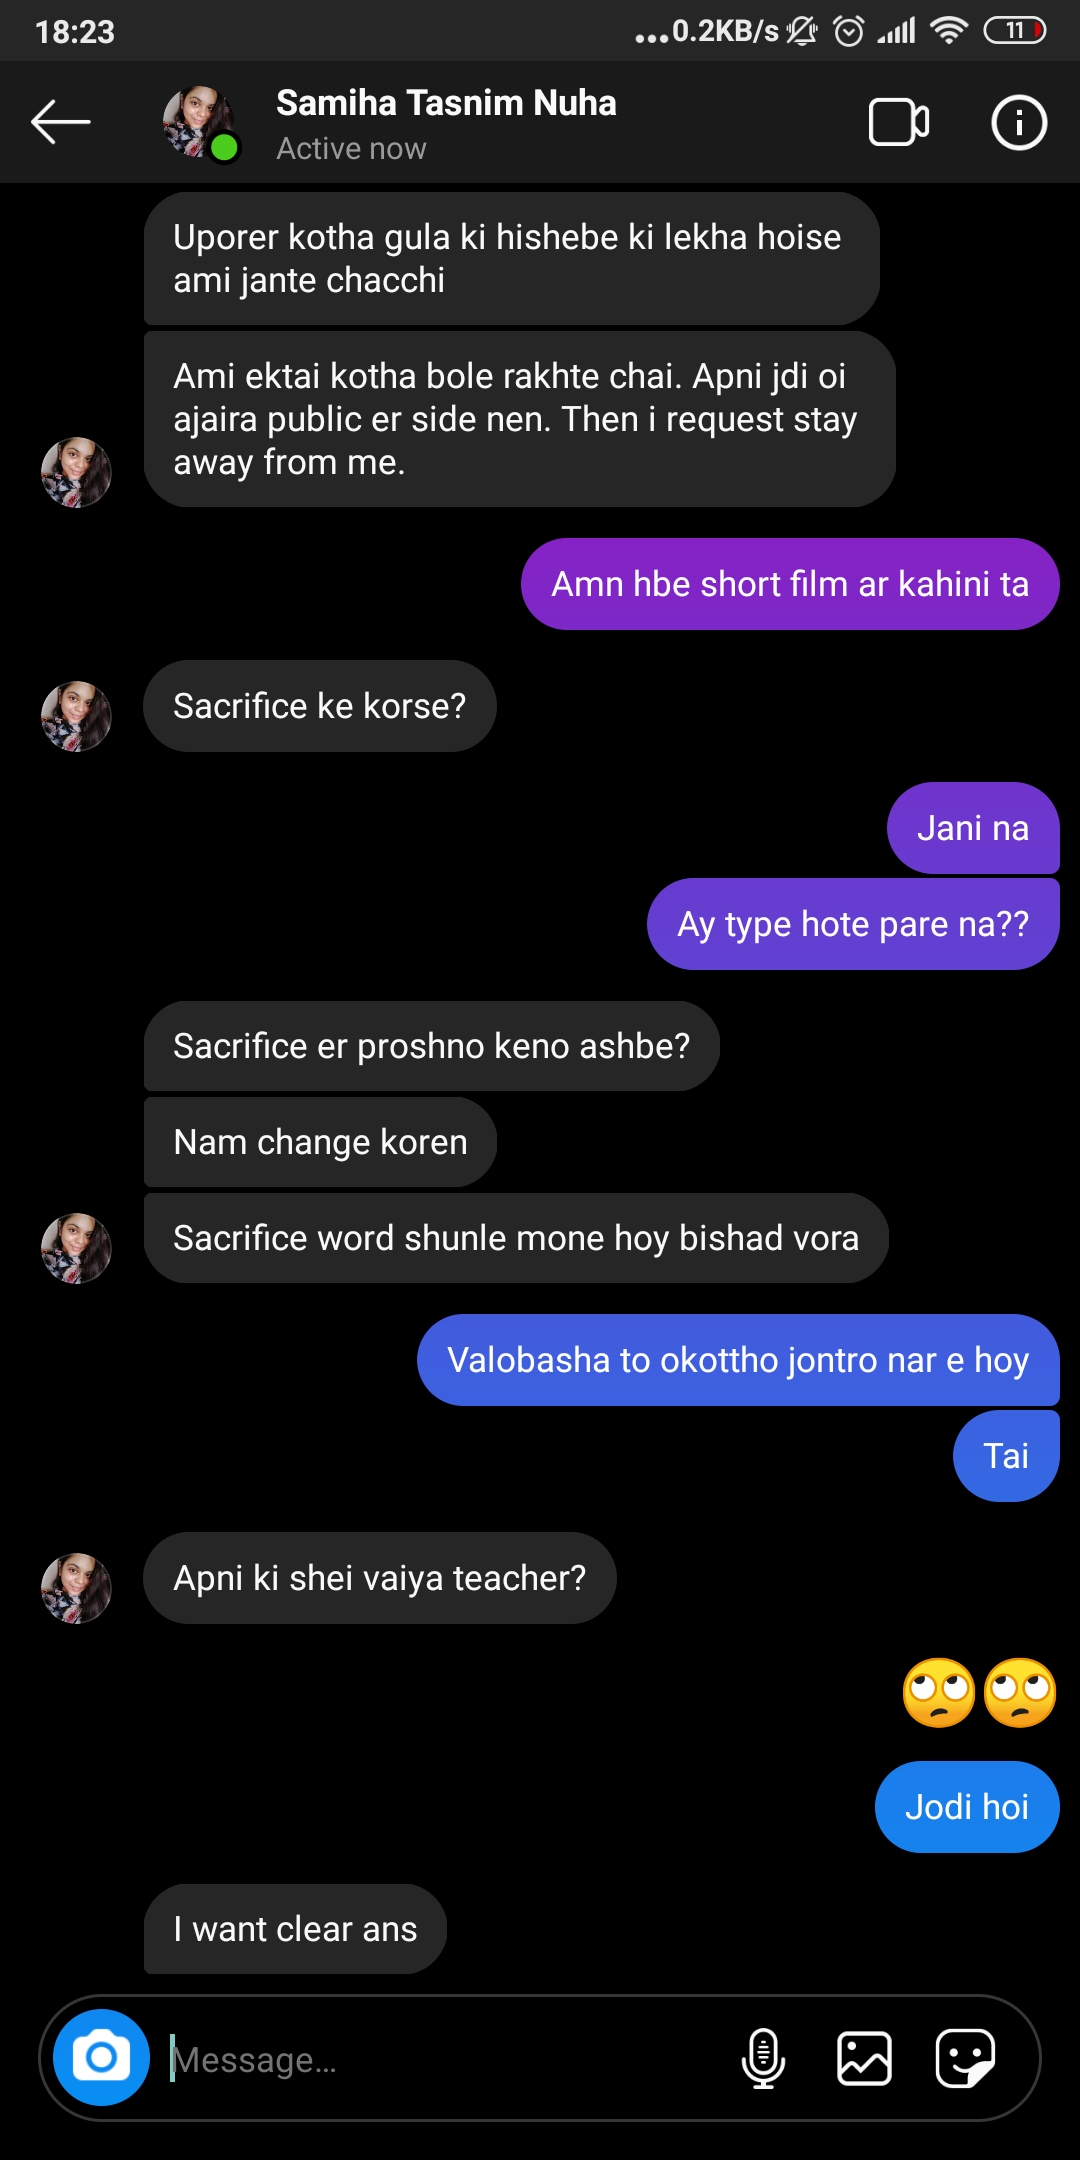 18:23
...0.2KB/s
11
Samiha Tasnim Nuha
Active now
Uporer kotha gula ki hishebe ki lekha hoise
ami jante chacchi
Ami ektai kotha bole rakhte chai. Apni jdi oi
ajaira public er side nen. Then i request stay
away from me.
Amn hbe short film ar kahini ta
Sacrifice ke korse?
Jani na
Ay type hote pare na??
Sacrifice er proshno keno ashbe?
Nam change koren
Sacrifice word shunle mone hoy bishad vora
Valobasha to okottho jontro nar e hoy
Tai
Apni ki shei vaiya teacher?
🙄🙄
Jodi hoi
I want clear ans
Message...